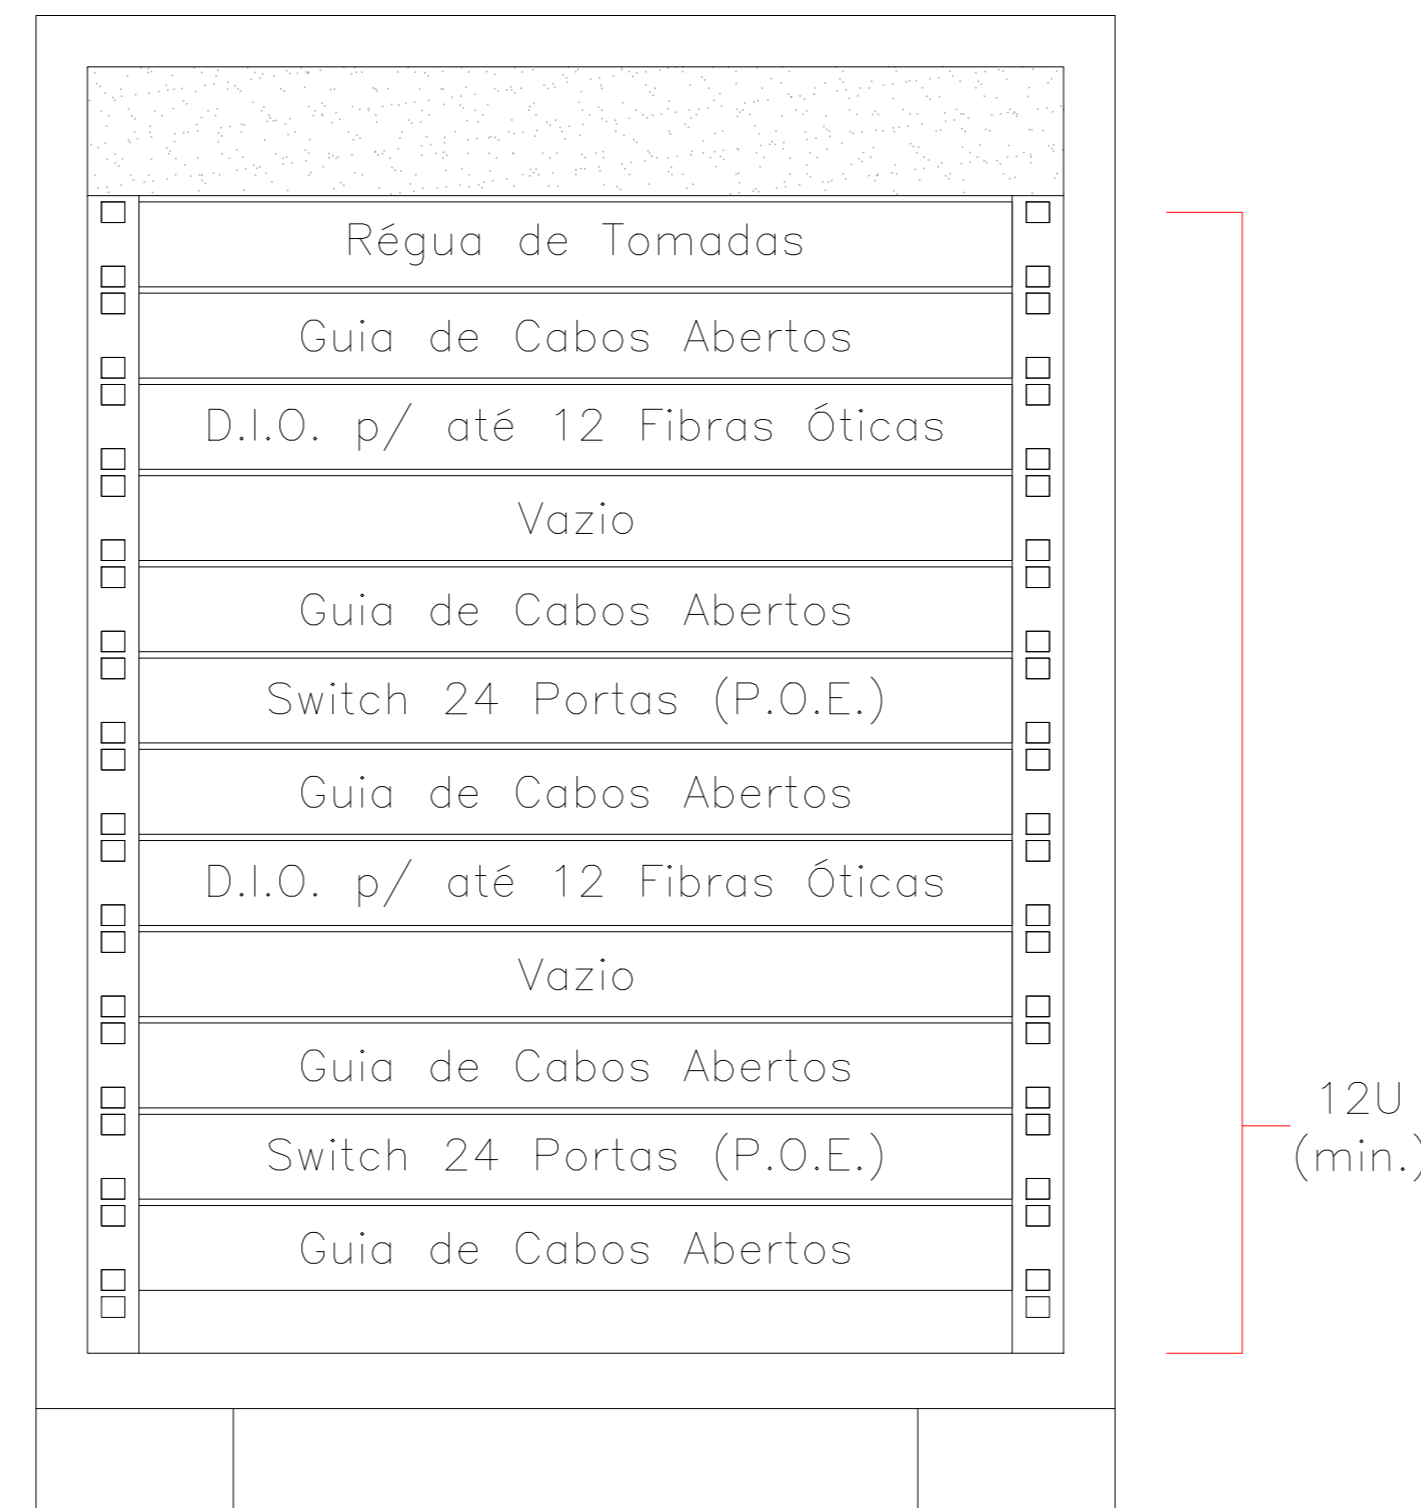 Régua de Tomadas
Guia de Cabos Abertos
D.I.O. p/ até 12 Fibras Óticas
Vazio
Guia de Cabos Abertos
Switch 24 Portas (P.O.E.)
Guia de Cabos Abertos
D.I.O. p/ até 12 Fibras Óticas
Vazio
Guia de Cabos Abertos
Switch 24 Portas (P.O.E.)
Guia de Cabos Abertos
12U
(min.)